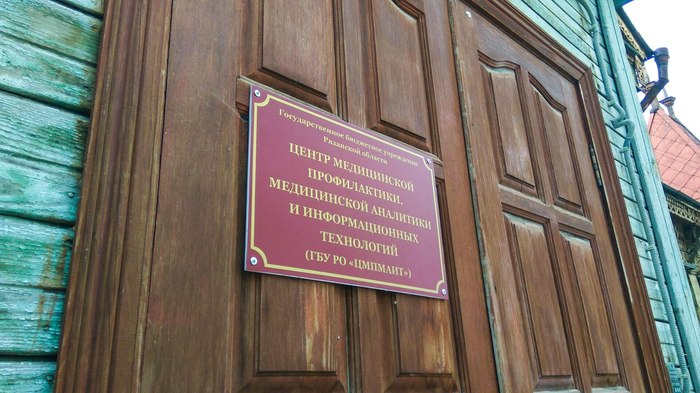 Государственное бюджетное учреждение
Рязанской области
ЦЕНТР МЕДИЦИНСКОЙ
ПРОФИЛАКТИКИ,
МЕДИЦИНСКОЙ АНАЛИТИКИ
И ИНФОРМАЦИОННЫХ
ТЕХНОЛОГИЙ
(ГБУ РО «ЦМПМАИТ»)